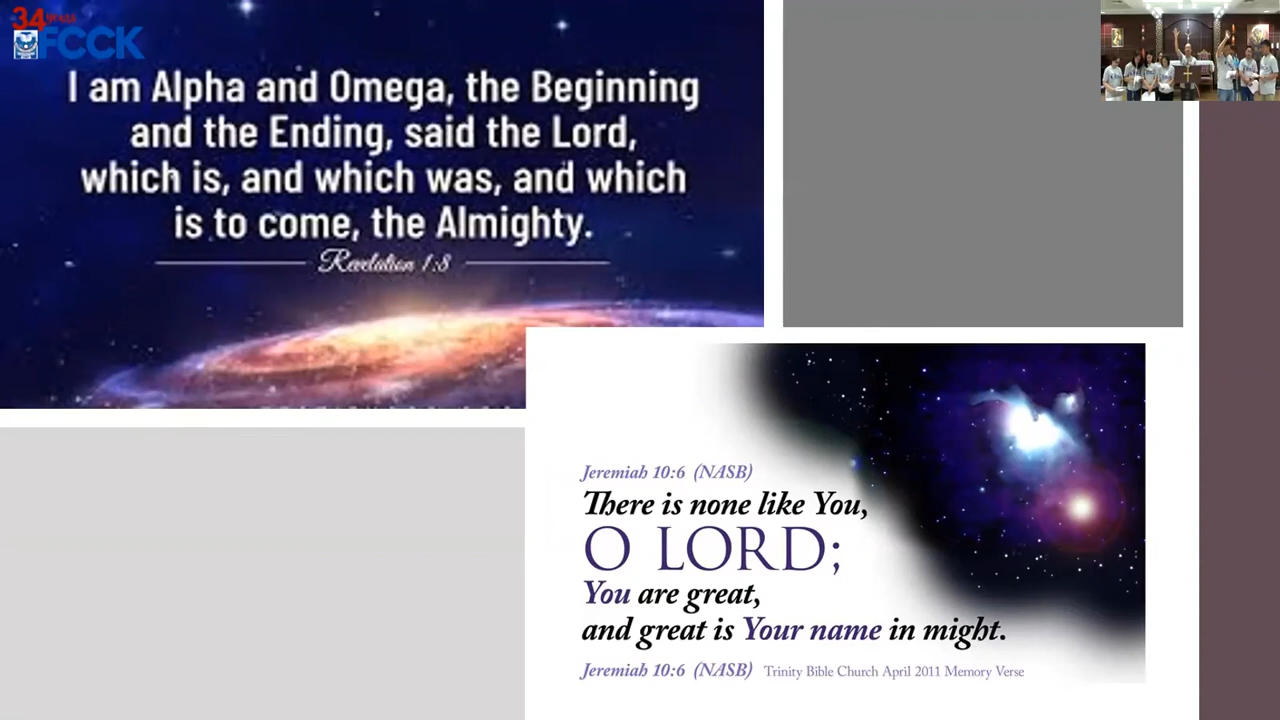 34 YEARS
FCCK
I am Alpha and Omega, the Beginning
and the Ending, said the Lord,
which is, and which was, and which
is to come, the Almighty.
Revelation 1:8
Jeremiah 10:6 (NASB)
There is none like You,
O LORD;
You are great,
and great is Your name in might.
Jeremiah 10:6 (NASB) Trinity Bible Church April 2011 Memory Verse